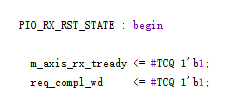 PIO_RX_RST_STATE : begin
m_axis_rx_tready <= #TCQ 1'b1;
req_compl_wd <= #TCQ 1'b1;